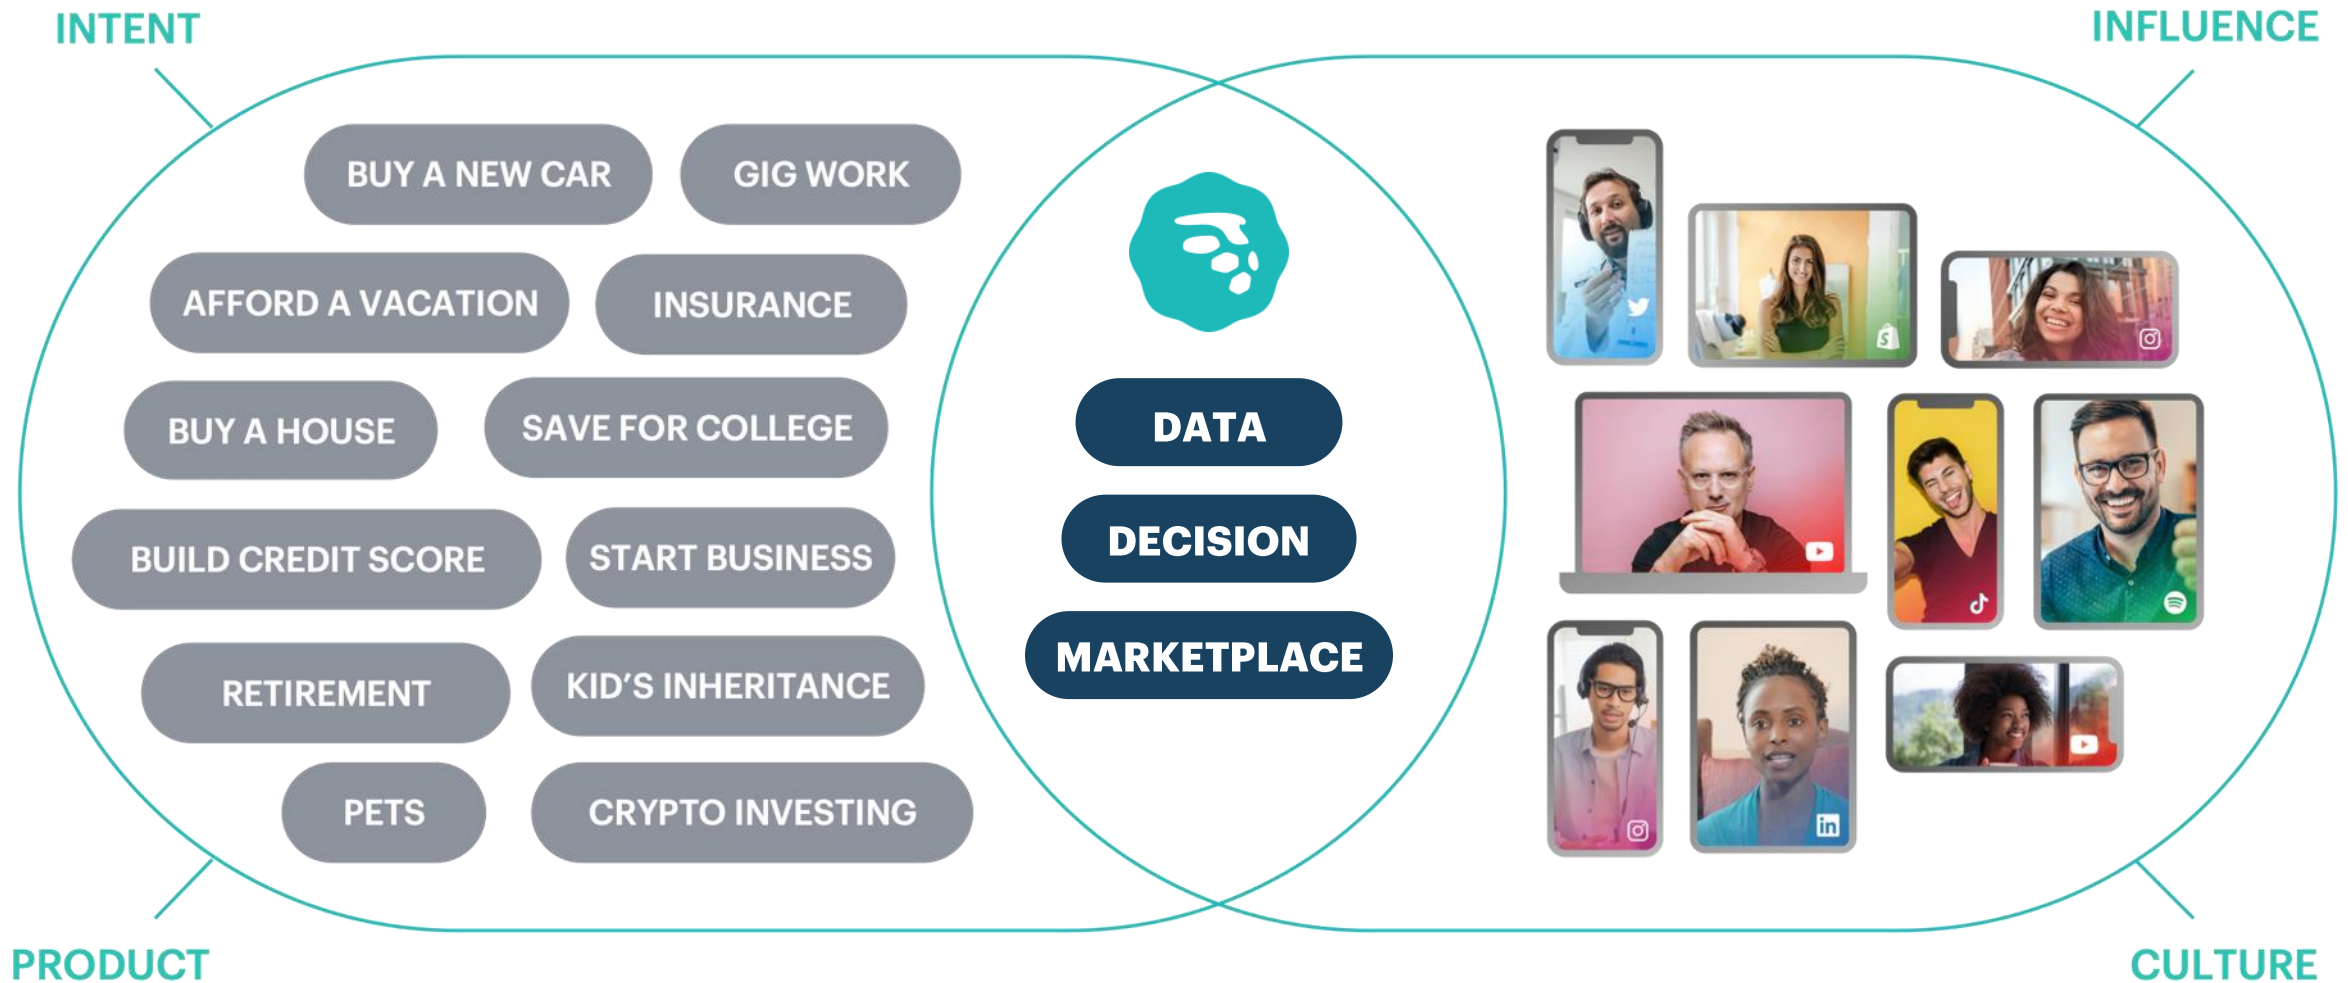 INTENT
INFLUENCE
BUY A NEW CAR
GIG WORK
AFFORD A VACATION
INSURANCE
BUY A HOUSE
SAVE FOR COLLEGE
BUILD CREDIT SCORE
START BUSINESS
RETIREMENT
KID'S INHERITANCE
PETS
CRYPTO INVESTING
DATA
DECISION
MARKETPLACE
in
PRODUCT
CULTURE